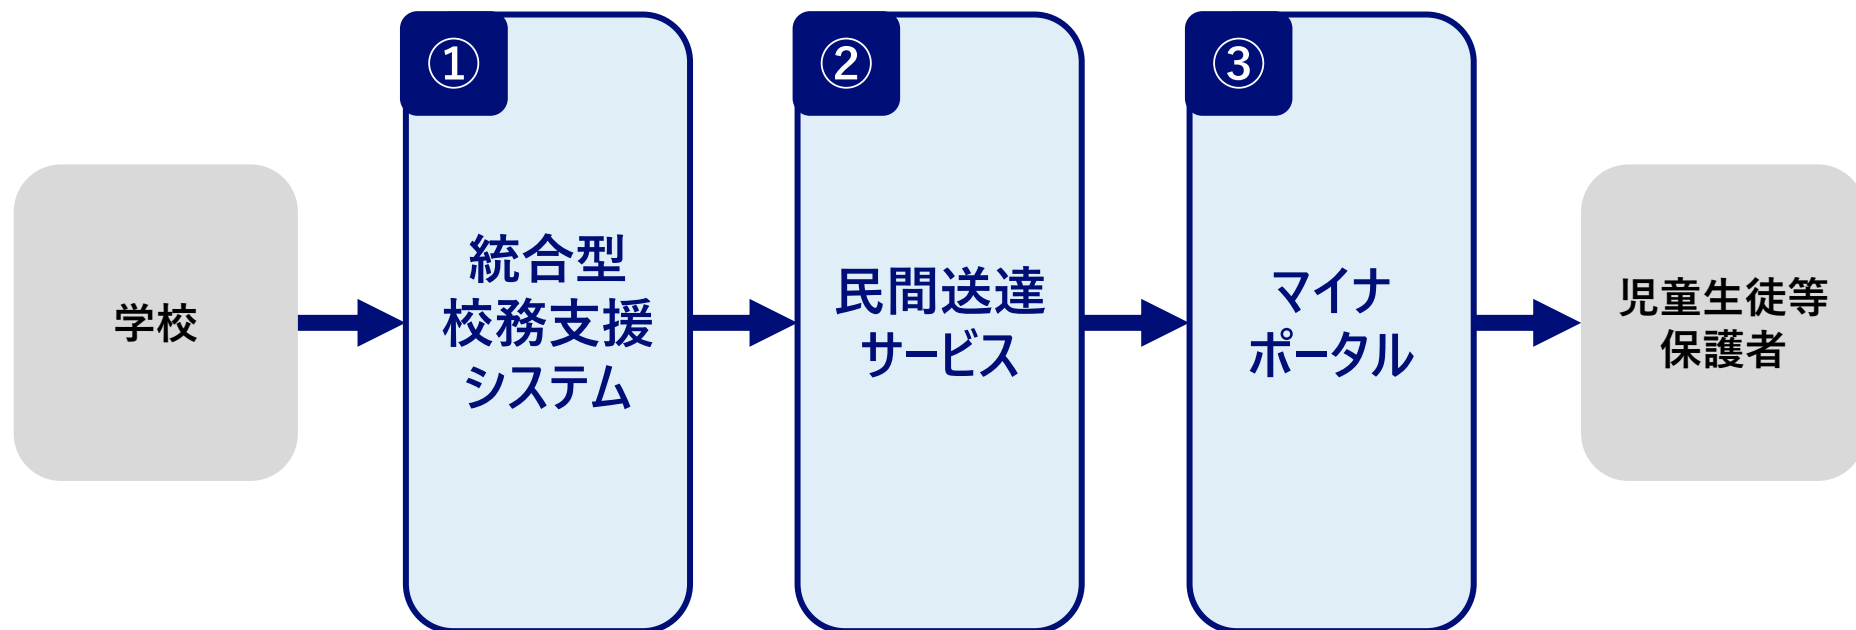 学校
①
統合型
校務支援
システム
②
民間送達
サービス
③
マイナ
ポータル
児童生徒等
保護者